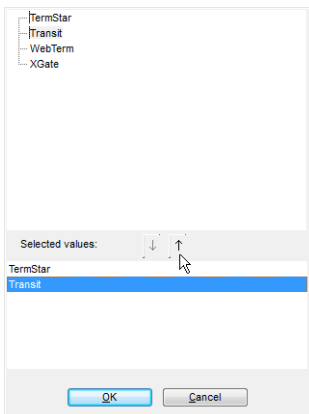 TermStar
Transit
WebTerm
XGate
Selected values:
TermStar
Transit
OK Cancel